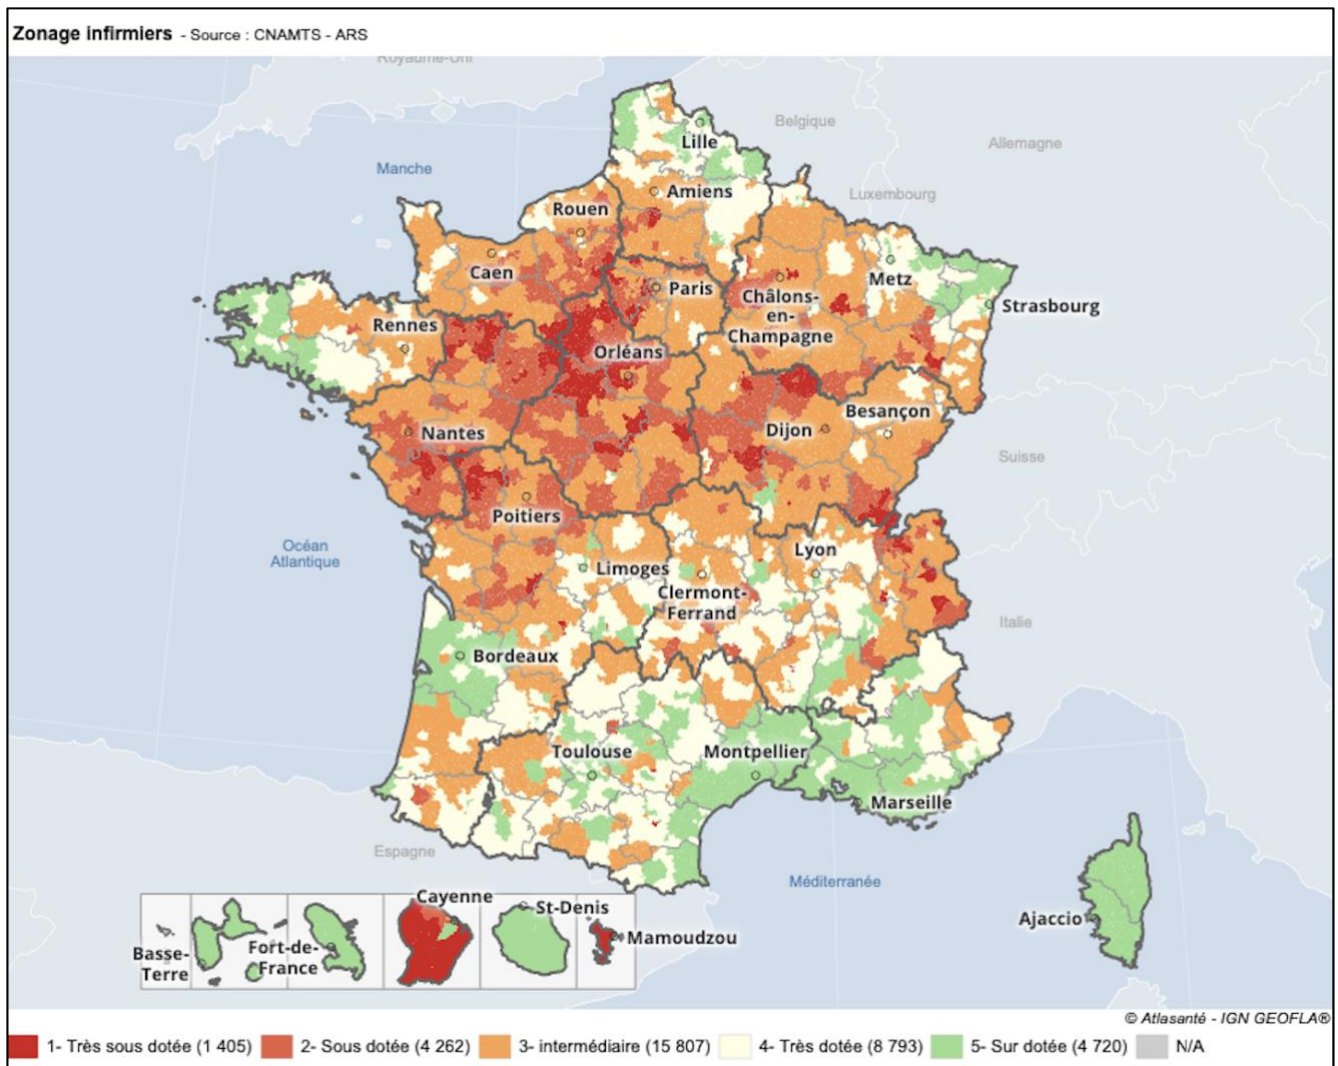 Zonage infirmiers - Source : CNAMTS - ARS
Royaume-Uni
Belgique
Allemagne
Lille
Manche
Amiens
Luxembourg
Rouen
Caen
Paris
Metz
Châlons-
en-
Champagne
Strasbourg
Rennes
Orléans
Besançon
Nantes
Dijon
Suisse
Poitiers
Océan
Atlantique
Lyon
Limoges
Clermont-
Ferrand
Italie
Bordeaux
Toulouse
Montpellier
Marseille
Espagne
Méditerranée
Cayenne
St-Denis
Ajaccio
Mamoudzou
Basse-
Terre
Fort-de-
France
© Atlasanté - IGN GEOFLA®
1- Très sous dotée (1 405) 2- Sous dotée (4 262) 3- intermédiaire (15 807) 4- Très dotée (8 793) 5- Sur dotée (4 720) N/A